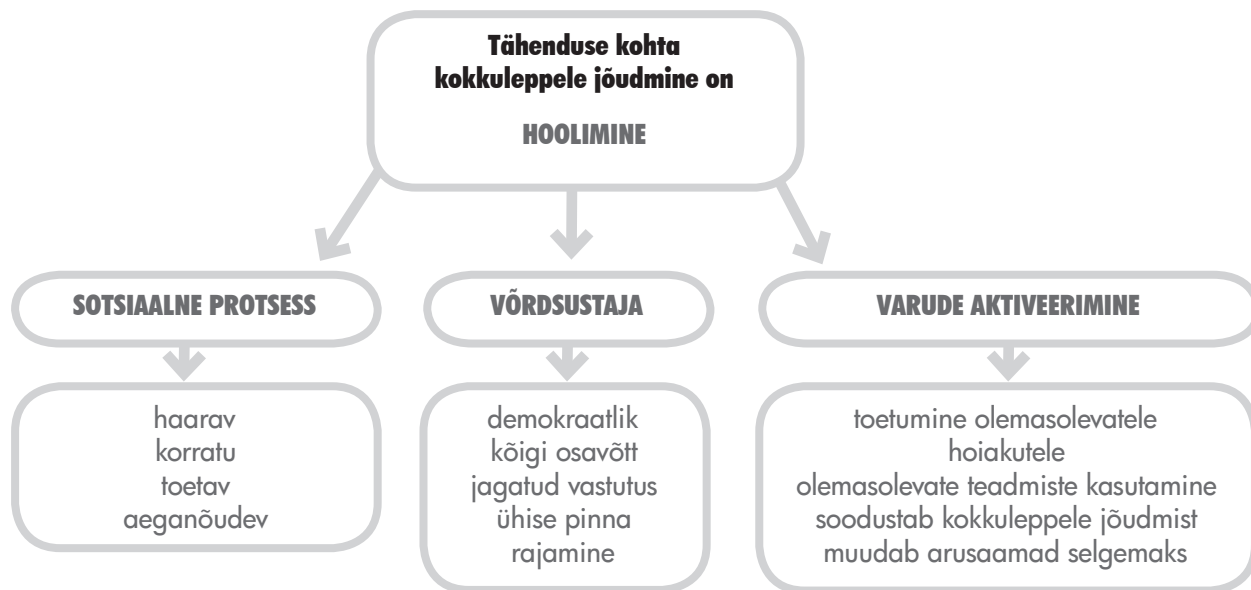 Tähenduse kohta
kokkuleppele jõudmine on
HOOLIMINE
SOTSIAALNE PROTSESS
haarav
korratu
toetav
aeganõudev
VÕRDSUSTAJA
demokraatlik
kõigi osavõtt
jagatud vastutus
ühise pinna
rajamine
VARUDE AKTIVEERIMINE
toetumine olemasolevatele
hoiakutele
olemasolevate teadmiste kasutamine
soodustab kokkuleppele jõudmist
muudab arusaamad selgemaks